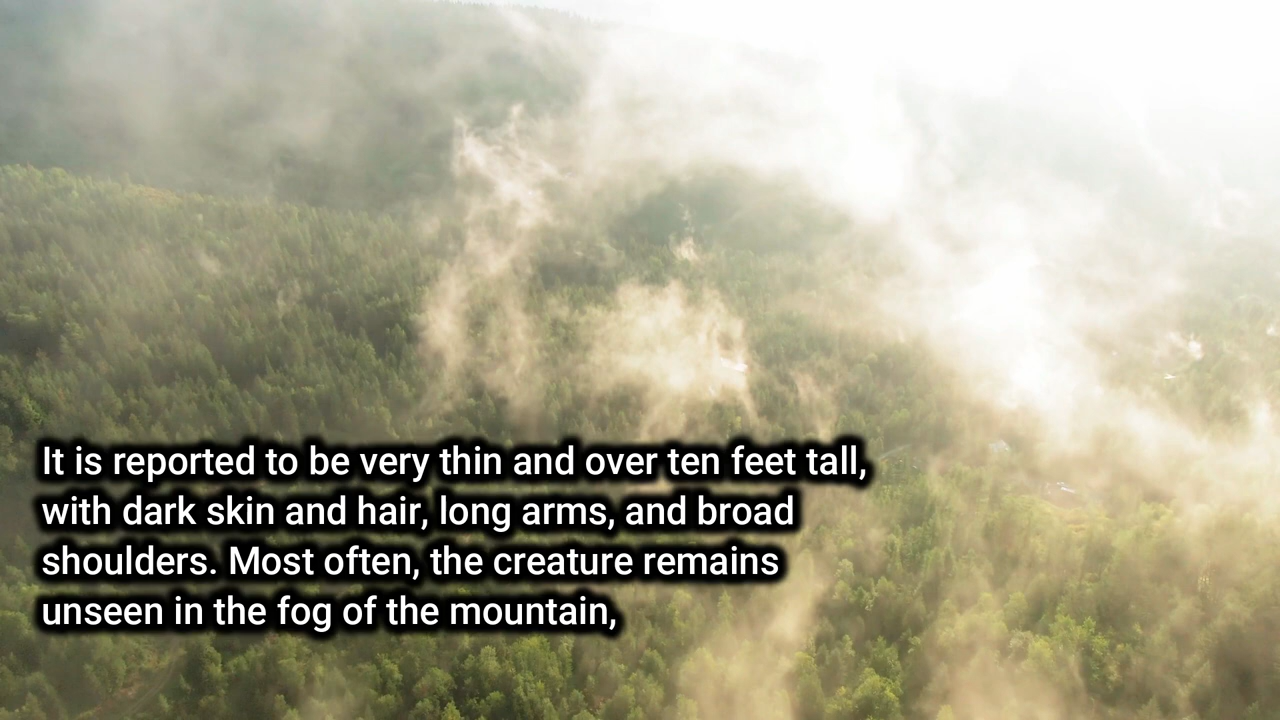 It is reported to be very thin and over ten feet tall,
with dark skin and hair, long arms, and broad
shoulders. Most often, the creature remains
unseen in the fog of the mountain,